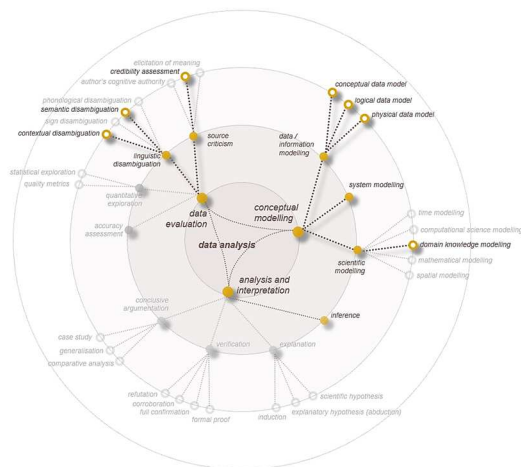 elicitation of meaning
credibility assessment
author's cognitive authority
phonological disambiguation
semantic disambiguation
sign disambiguation
contextual disambiguation
source
criticism
linguistic
disambiguation
statistical exploration
quality metrics
quantitative
exploration
accuracy
assessment
data
evaluation
conceptual data model
logical data model
physical data model
data /
information
modelling
system modelling
conceptual
modelling
time modelling
computational science modelling
domain knowledge modelling
mathematical modelling
spatial modelling
scientific
modelling
data analysis
analysis and
interpretation
inference
conclusive
argumentation
case study
generalisation
comparative analysis
verification
explanation
refutation
corroboration
full confirmation
formal proof
scientific hypothesis
explanatory hypothesis (abduction)
induction